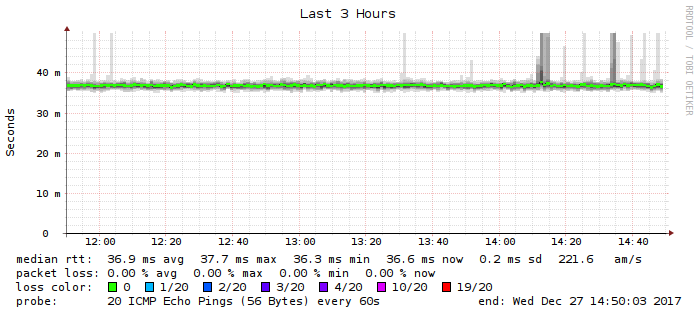 Last 3 Hours
RRDTOOL / TOBI OETIKER
Seconds
40 m
30 m
20 m
10 m
0
12:00 12:20 12:40 13:00 13:20 13:40 14:00 14:20 14:40
median rtt: 36.9 ms avg 37.7 ms max 36.3 ms min 36.6 ms now 0.2 ms sd 221.6 am/s
packet loss: 0.00 % avg 0.00 % max 0.00 % min 0.00 % now
loss color: 0 1/20 2/20 3/20 4/20 10/20 19/20
probe: 20 ICMP Echo Pings (56 Bytes) every 60s end: Wed Dec 27 14:50:03 2017